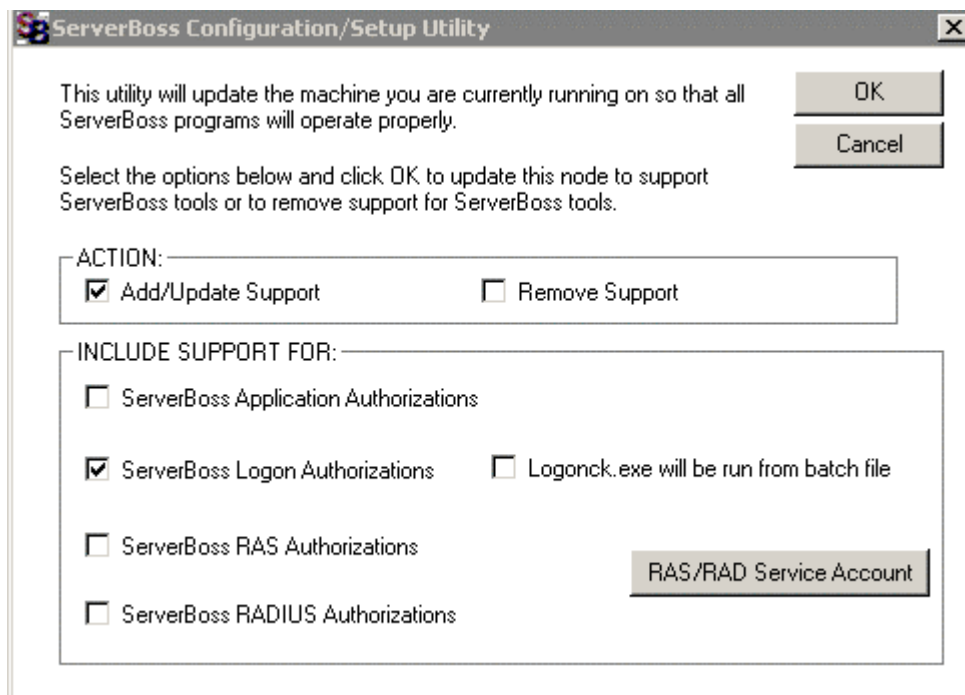 SB ServerBoss Configuration/Setup Utility
This utility will update the machine you are currently running on so that all
ServerBoss programs will operate properly.
OK
Cancel
Select the options below and click OK to update this node to support
ServerBoss tools or to remove support for ServerBoss tools.
ACTION:
Add/Update Support
Remove Support
INCLUDE SUPPORT FOR:
ServerBoss Application Authorizations
ServerBoss Logon Authorizations
Logonck.exe will be run from batch file
ServerBoss RAS Authorizations
RAS/RAD Service Account
ServerBoss RADIUS Authorizations